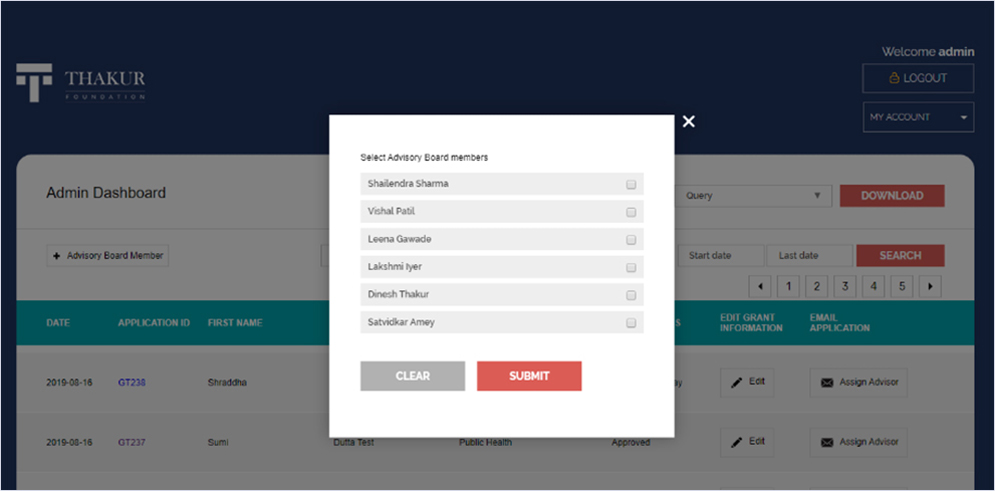 Welcome admin
THAKUR
FOUNDATION
LOGOUT
MY ACCOUNT
Select Advisory Board members
Shailendra Sharma
Vishal Patil
Leena Gawade
Lakshmi Iyer
Dinesh Thakur
Satvidkar Amey
CLEAR SUBMIT
Admin Dashboard
Query DOWNLOAD
+ Advisory Board Member
Start date Last date SEARCH
1 2 3 4 5
DATE APPLICATION ID FIRST NAME S EDIT GRANT INFORMATION EMAIL APPLICATION
2019-08-16 GT238 Shraddha ay Edit Assign Advisor
2019-08-16 GT237 Sumi Dutta Test Public Health Approved Edit Assign Advisor